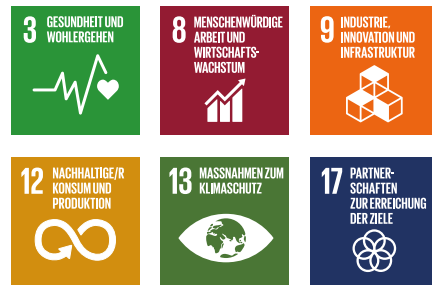 3 GESUNDHEIT UND
WOHLERGEHEN
8 MENSCHENWÜRDIGE
ARBEIT UND
WIRTSCHAFTS-
WACHSTUM
9 INDUSTRIE,
INNOVATION UND
INFRASTRUKTUR
12 NACHHALTIGE/R
KONSUM UND
PRODUKTION
13 MASSNAHMEN ZUM
KLIMASCHUTZ
17 PARTNER-
SCHAFTEN
ZUR ERREICHUNG
DER ZIELE